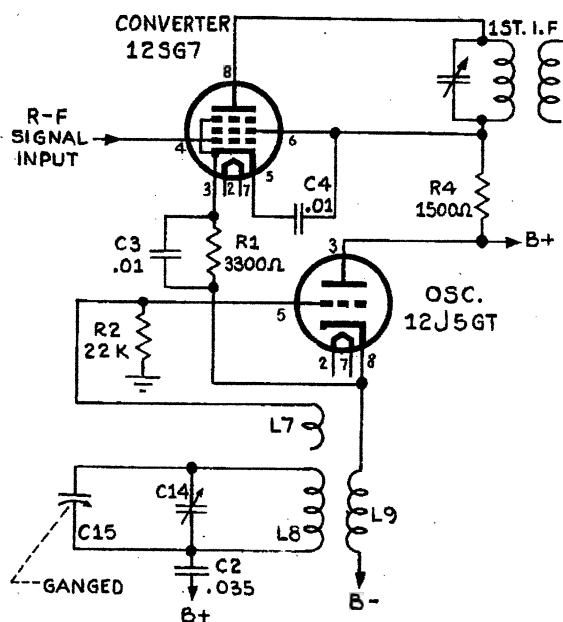 CONVERTER
12SG7
1ST. I.F
8
R-F
SIGNAL
INPUT
4
6
3
2
7
5
C4
.01
R4
1500Ω
C3
.01
R1
3300Ω
B+
3
OSC.
12J5GT
5
R2
22 K
2
7
8
L7
C14
C15
L8
L9
GANGED
C2
.035
B+
B-